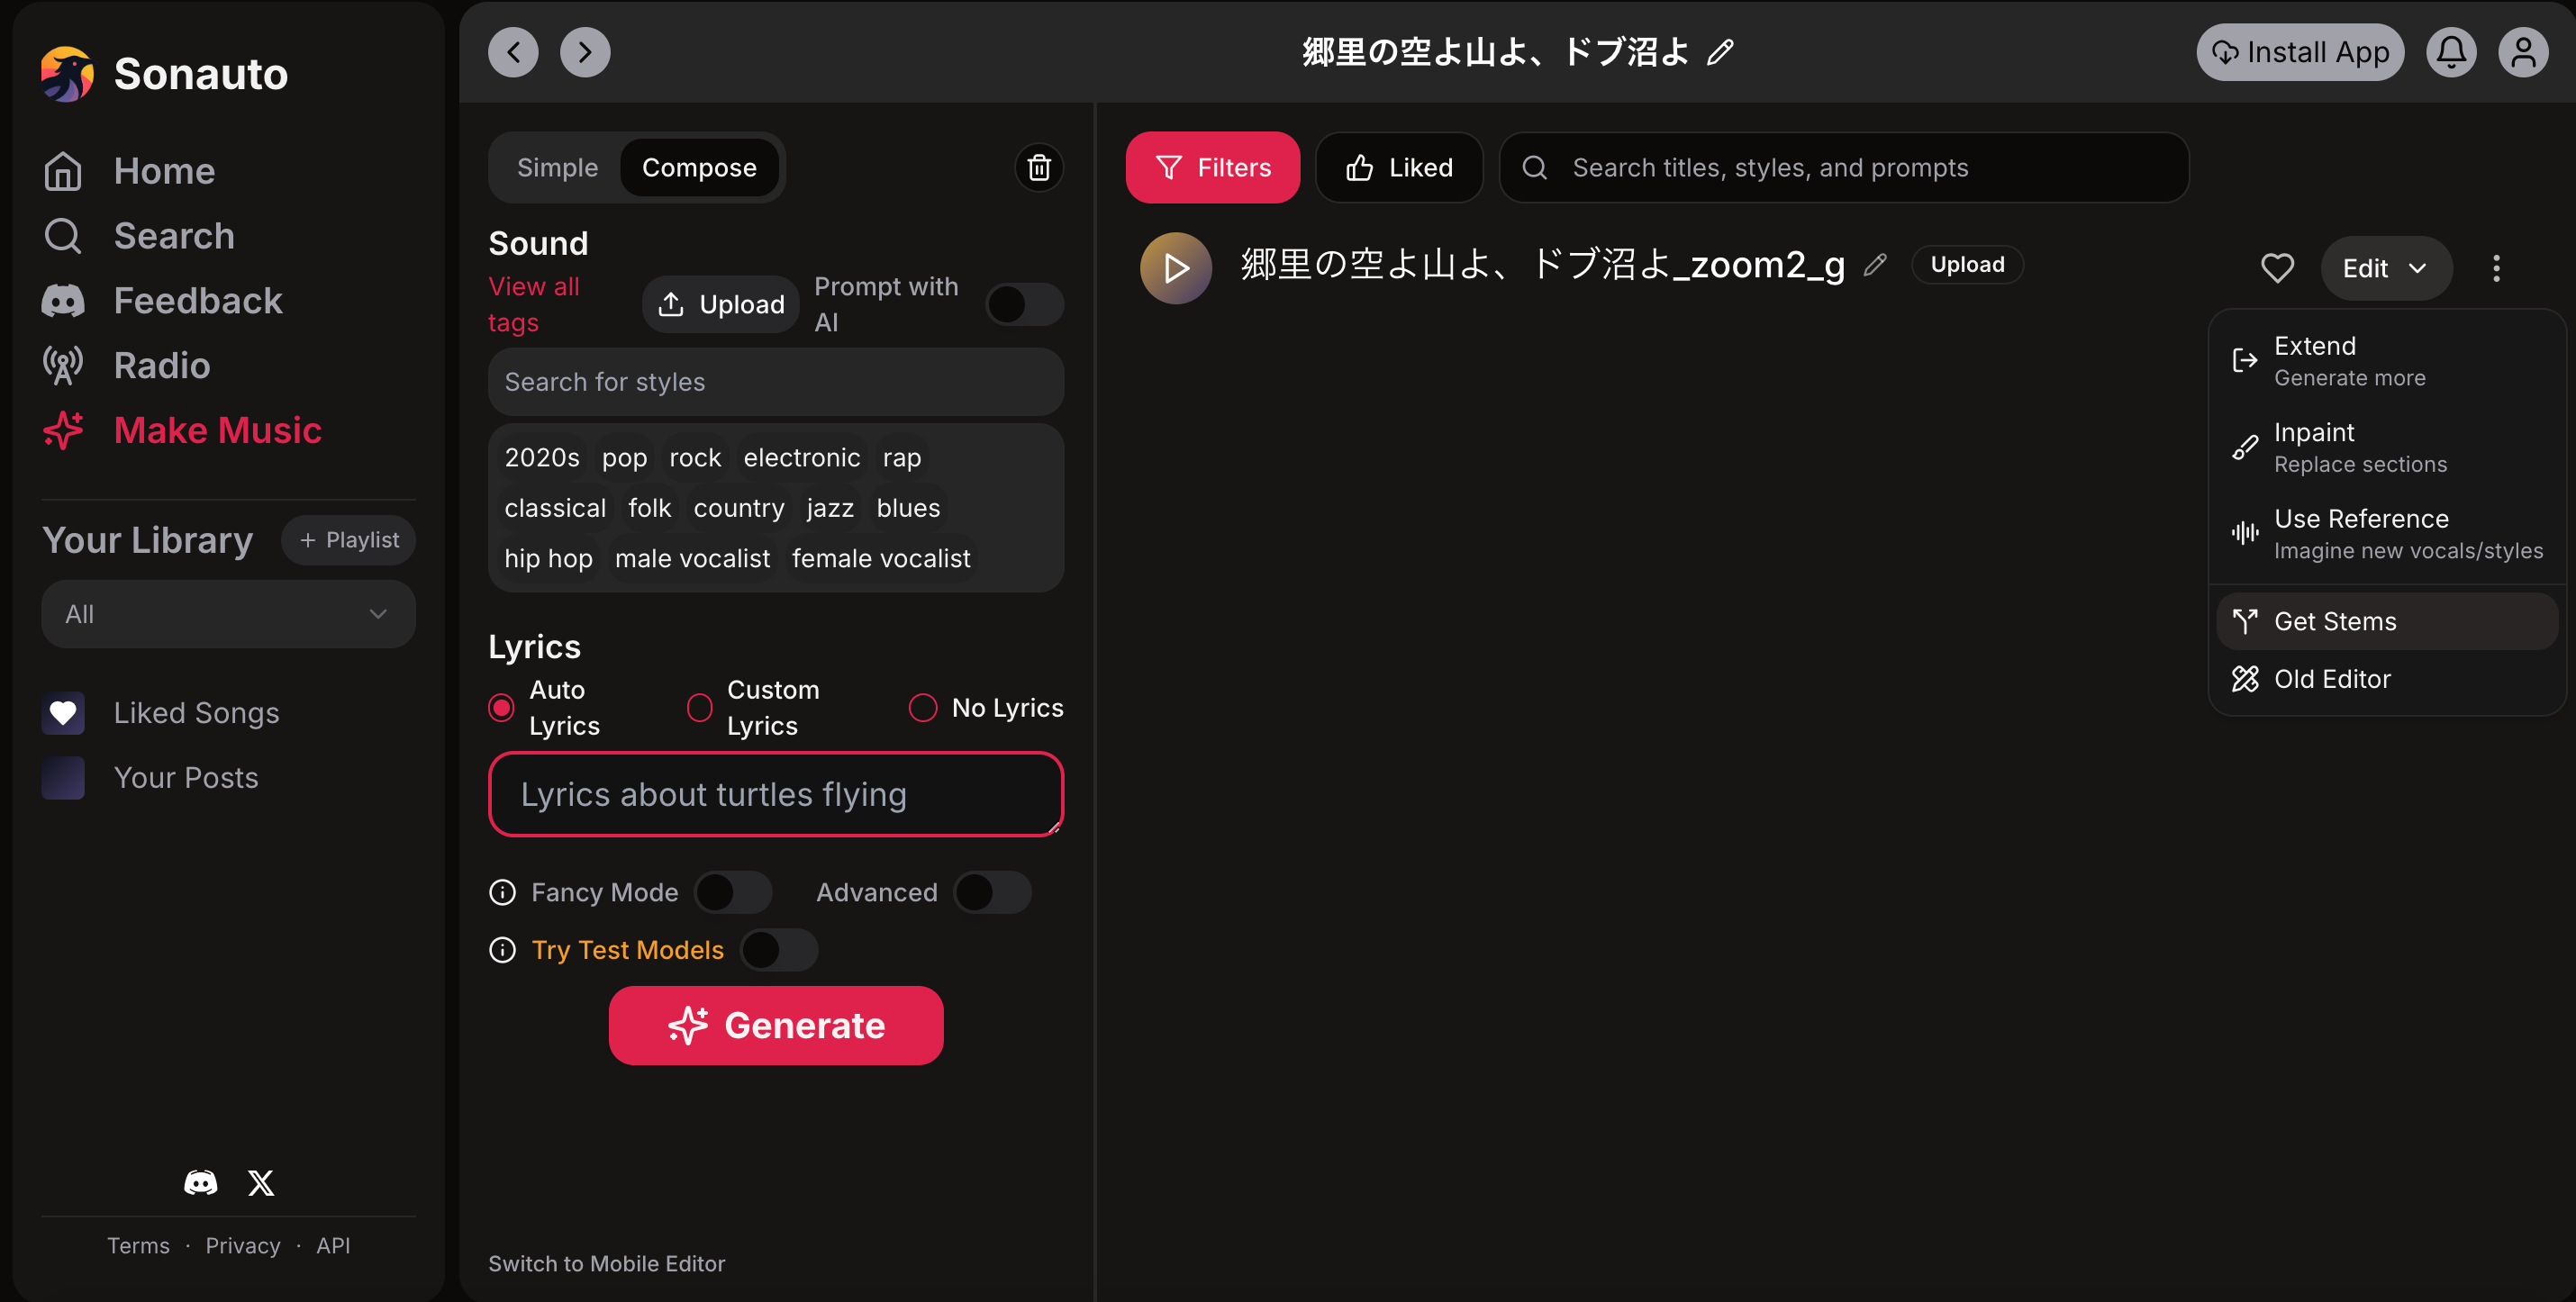 Sonauto
Home
Search
Feedback
Radio
Make Music
Your Library
+ Playlist
All
Liked Songs
Your Posts
Terms · Privacy · API
郷里の空よ山よ、ドブ沼よ
Install App
Simple
Compose
Sound
View all
tags
Upload
Prompt with
AI
Search for styles
2020s pop rock electronic rap
classical folk country jazz blues
hip hop male vocalist female vocalist
Lyrics
Auto
Lyrics
Custom
Lyrics
No Lyrics
Lyrics about turtles flying
Fancy Mode
Advanced
Try Test Models
Generate
Switch to Mobile Editor
Filters
Liked
Search titles, styles, and prompts
郷里の空よ山よ、ドブ沼よ_zoom2_g
Upload
Edit
Extend
Generate more
Inpaint
Replace sections
Use Reference
Imagine new vocals/styles
Get Stems
Old Editor